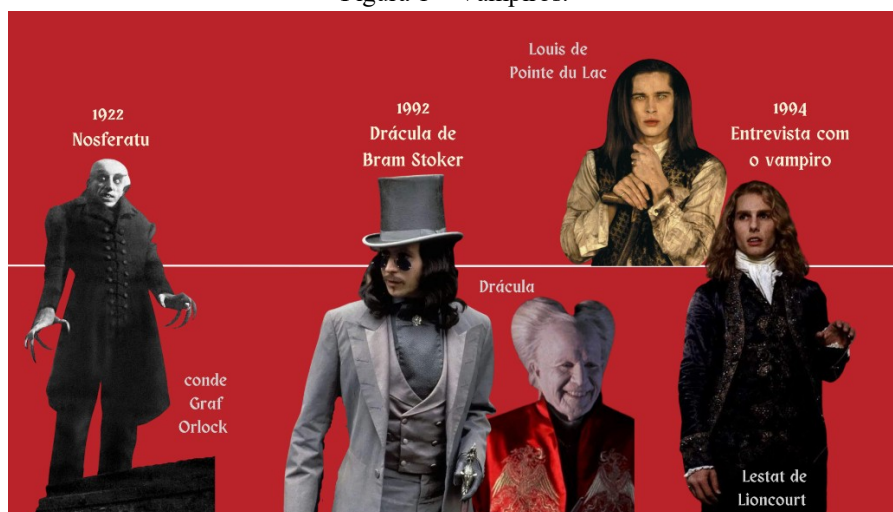 Louis de
Pointe du Lac
1922
Nosferatu
1992
Drácula de
Bram Stoker
1994
Entrevista com
o vampiro
Drácula
conde
Graf
Orlock
Lestat de
Lioncourt